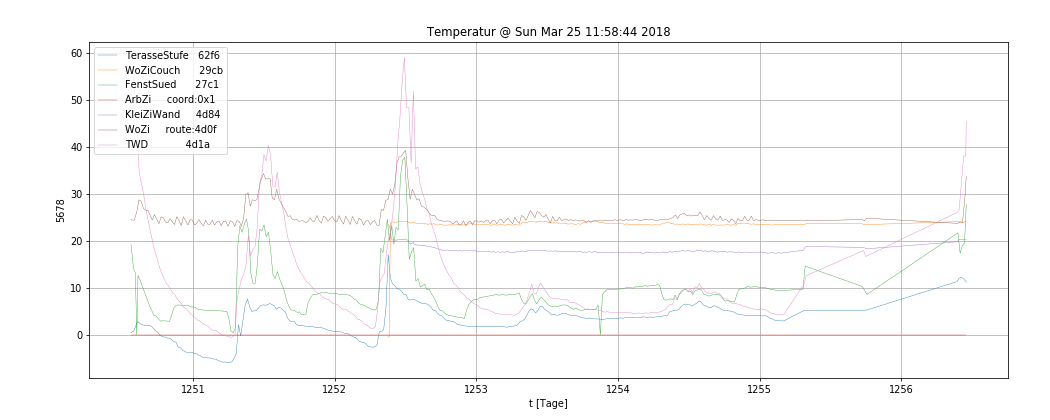 Temperatur @ Sun Mar 25 11:58:44 2018
60
50
40
30
20
10
0
5678
TerasseStufe 62f6
WoZiCouch 29cb
FenstSued 27c1
ArbZi coord:0x1
KleiZiWand 4d84
WoZi route:4d0f
TWD 4d1a
1251 1252 1253 1254 1255 1256
t [Tage]